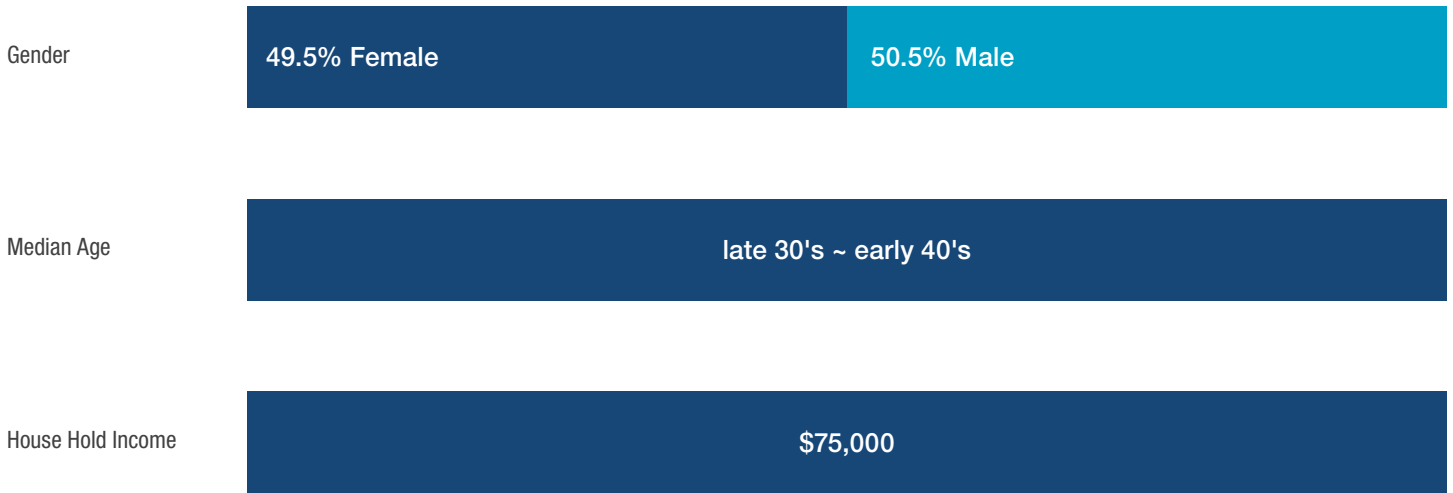 Gender
49.5% Female
50.5% Male
Median Age
late 30's ~ early 40's
House Hold Income
$75,000